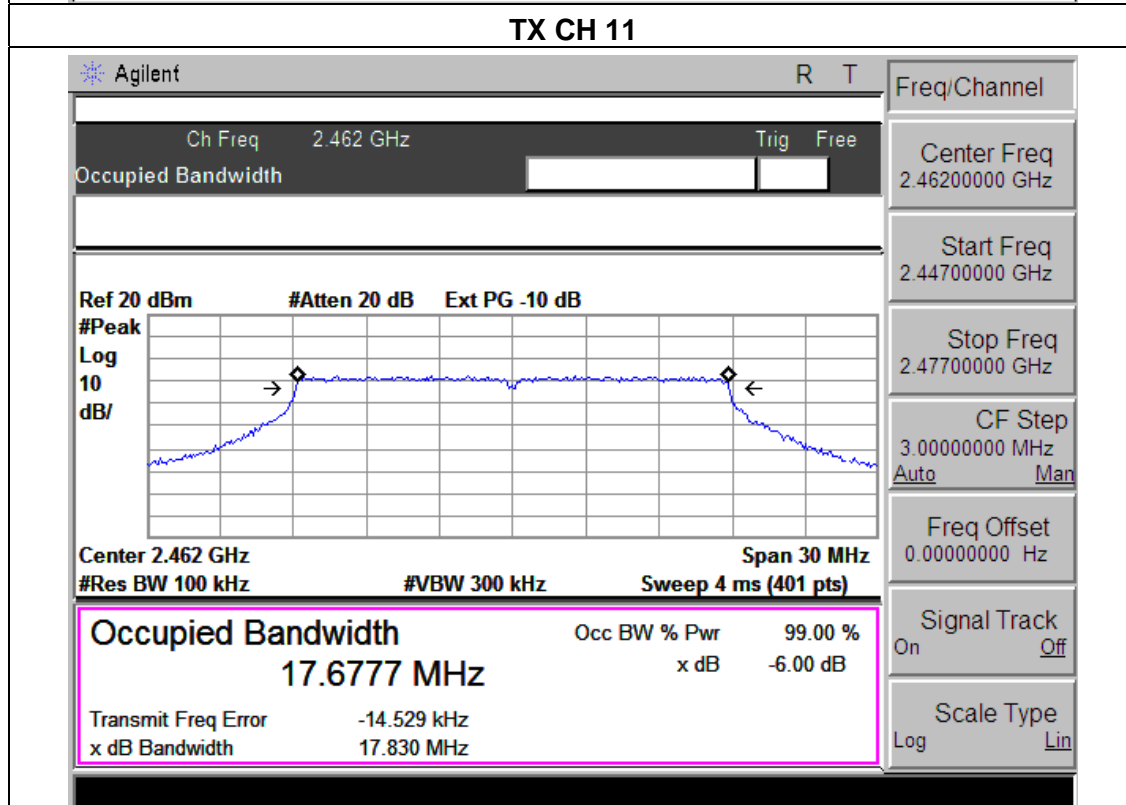 TX CH 11
Agilent R T
Ch Freq 2.462 GHz Trig Free
Occupied Bandwidth
Ref 20 dBm #Atten 20 dB Ext PG -10 dB
#Peak
Log
10
dB/
Center 2.462 GHz Span 30 MHz
#Res BW 100 kHz #VBW 300 kHz Sweep 4 ms (401 pts)
Occupied Bandwidth Occ BW % Pwr 99.00 %
17.6777 MHz x dB -6.00 dB
Transmit Freq Error -14.529 kHz
x dB Bandwidth 17.830 MHz
Freq/Channel
Center Freq
2.46200000 GHz
Start Freq
2.44700000 GHz
Stop Freq
2.47700000 GHz
CF Step
3.00000000 MHz
Auto Man
Freq Offset
0.00000000 Hz
Signal Track
On Off
Scale Type
Log Lin